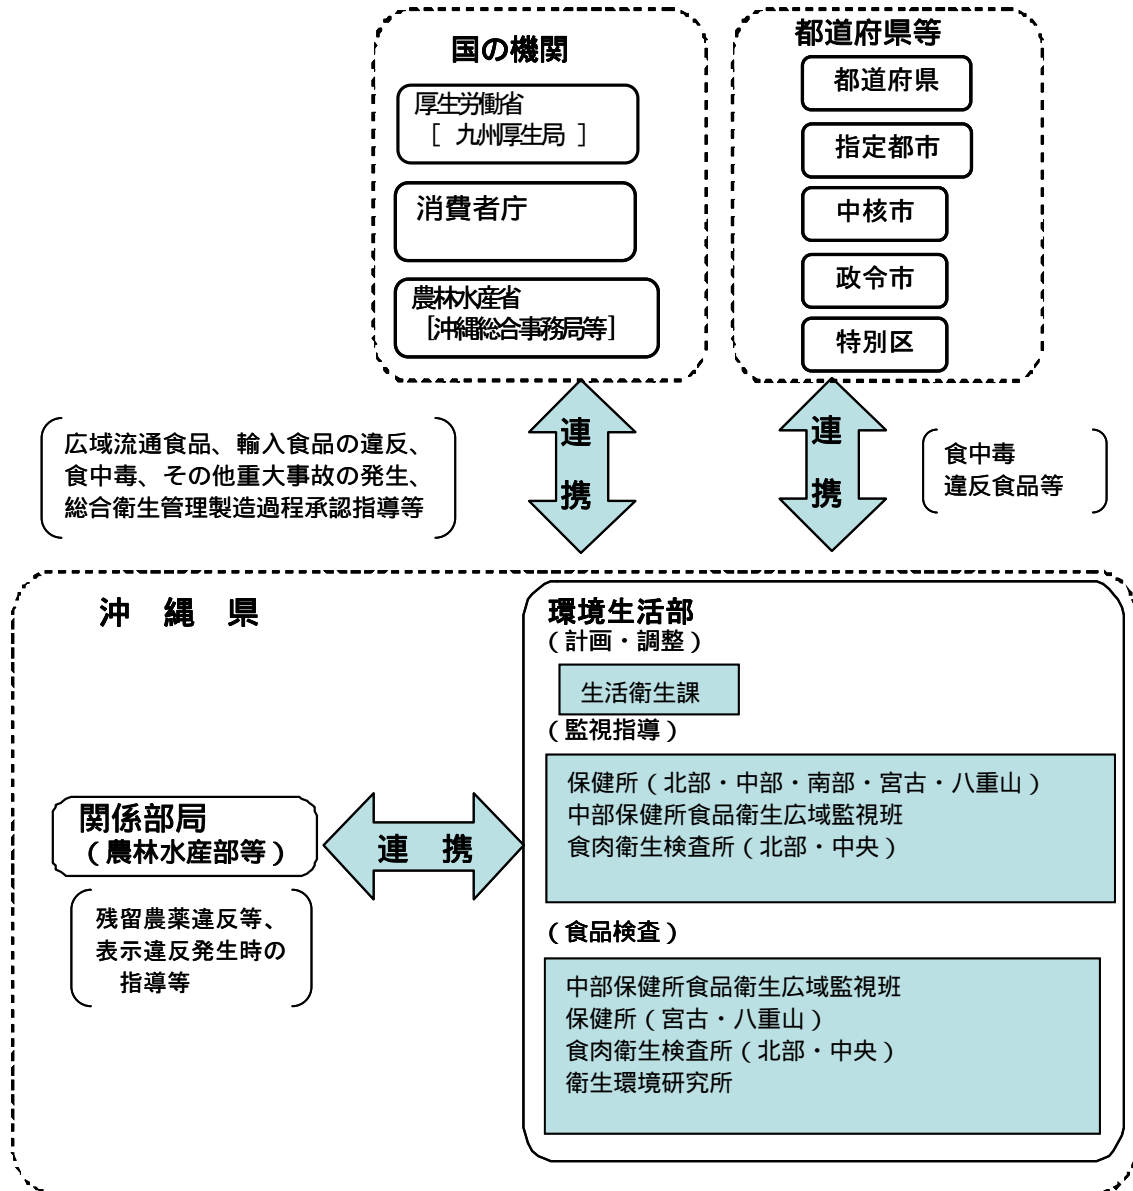 国の機関
厚生労働省
[ 九州厚生局 ]
消費者庁
農林水産省
[沖縄総合事務局等]
都道府県等
都道府県
指定都市
中核市
政令市
特別区
広域流通食品、輸入食品の違反、
食中毒、その他重大事故の発生、
総合衛生管理製造過程承認指導等
連
携
連
携
食中毒
違反食品等
沖 縄 県
環境生活部
（計画・調整）
生活衛生課
（監視指導）
保健所（北部・中部・南部・宮古・八重山）
中部保健所食品衛生広域監視班
食肉衛生検査所（北部・中央）
関係部局
（農林水産部等）
連 携
残留農薬違反等、
表示違反発生時の
指導等
（食品検査）
中部保健所食品衛生広域監視班
保健所（宮古・八重山）
食肉衛生検査所（北部・中央）
衛生環境研究所